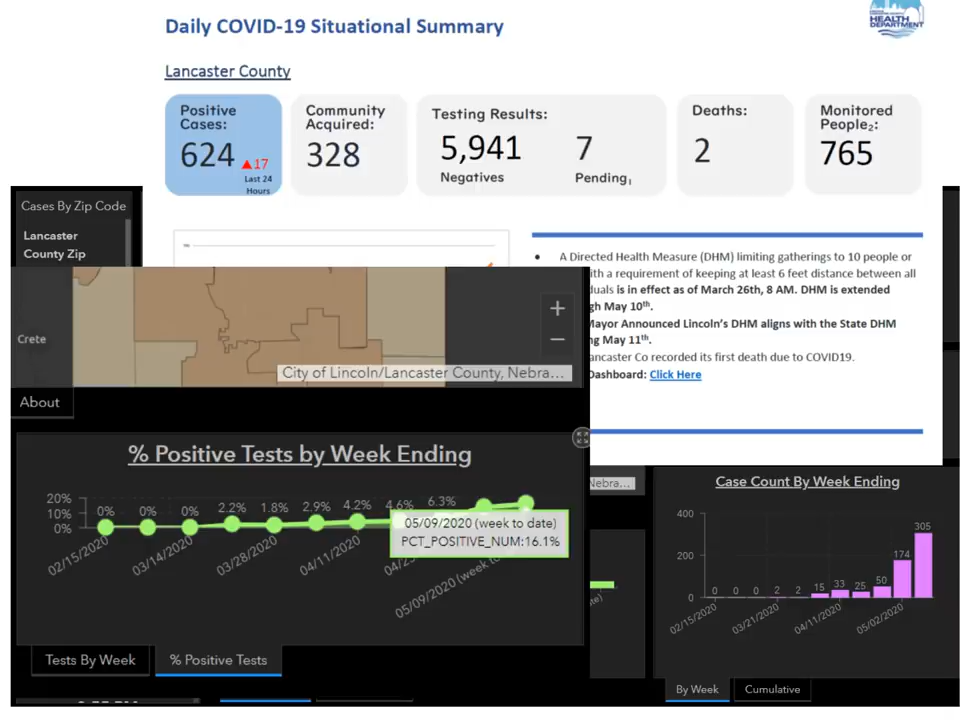 Daily COVID-19 Situational Summary
HEALTH
DEPARTMENT
Lancaster County
Positive
Cases:
624 ▲17
Last 24
Hours
Community
Acquired:
328
Testing Results:
5,941 7
Negatives Pending1
Deaths:
2
Monitored
People2:
765
Cases By Zip Code
Lancaster
County Zip
• A Directed Health Measure (DHM) limiting gatherings to 10 people or
ith a requirement of keeping at least 6 feet distance between all
duals is in effect as of March 26th, 8 AM. DHM is extended
gh May 10th.
Mayor Announced Lincoln's DHM aligns with the State DHM
ng May 11th.
ancaster Co recorded its first death due to COVID19.
Dashboard: Click Here
Crete
+
−
City of Lincoln/Lancaster County, Nebra...
About
% Positive Tests by Week Ending
20%
10%
0%
0% 0% 0% 2.2% 1.8% 2.9% 4.2% 4.6% 6.3%
05/09/2020 (week to date)
PCT_POSITIVE_NUM:16.1%
02/15/2020 03/14/2020 03/28/2020 04/11/2020 04/25 05/09/2020 (week to
Tests By Week % Positive Tests
Nebra...
Case Count By Week Ending
400
200
0
0 0 0 2 2 15 33 25 50 174 305
02/15/2020 03/21/2020 04/11/2020 05/02/2020
By Week Cumulative